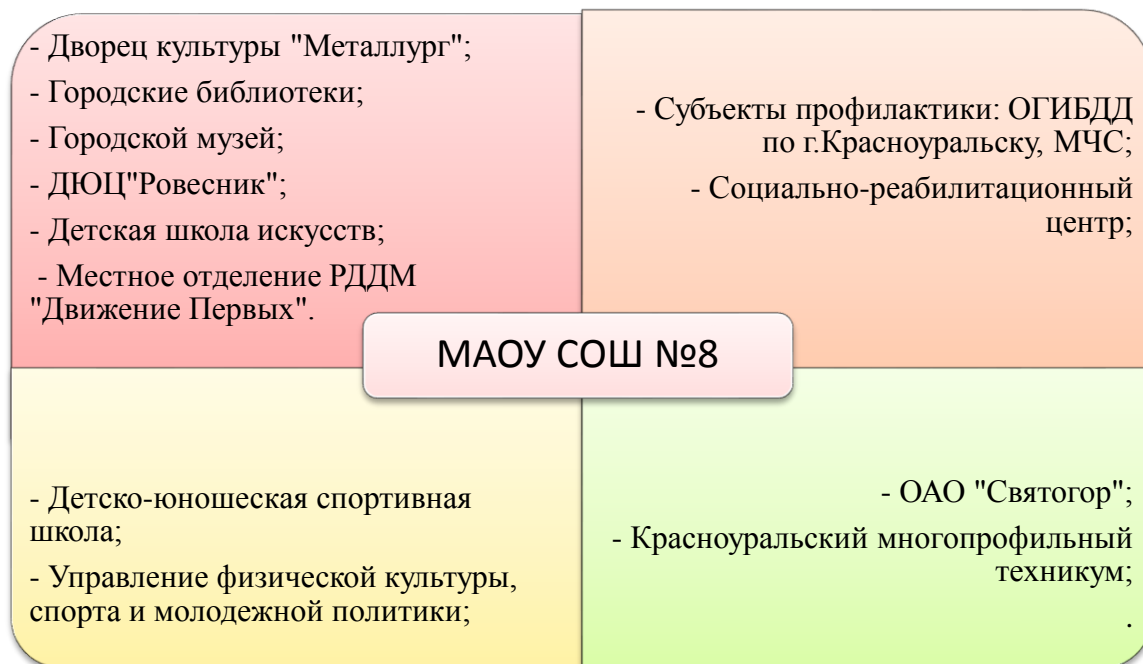 - Дворец культуры "Металлург";
- Городские библиотеки;
- Городской музей;
- ДЮЦ"Ровесник";
- Детская школа искусств;
- Местное отделение РДДМ
"Движение Первых".
- Субъекты профилактики: ОГИБДД
по г.Красноуральску, МЧС;
- Социально-реабилитационный
центр;
МАОУ СОШ №8
- Детско-юношеская спортивная
школа;
- Управление физической культуры,
спорта и молодежной политики;
- ОАО "Святогор";
- Красноуральский многопрофильный
техникум;
.